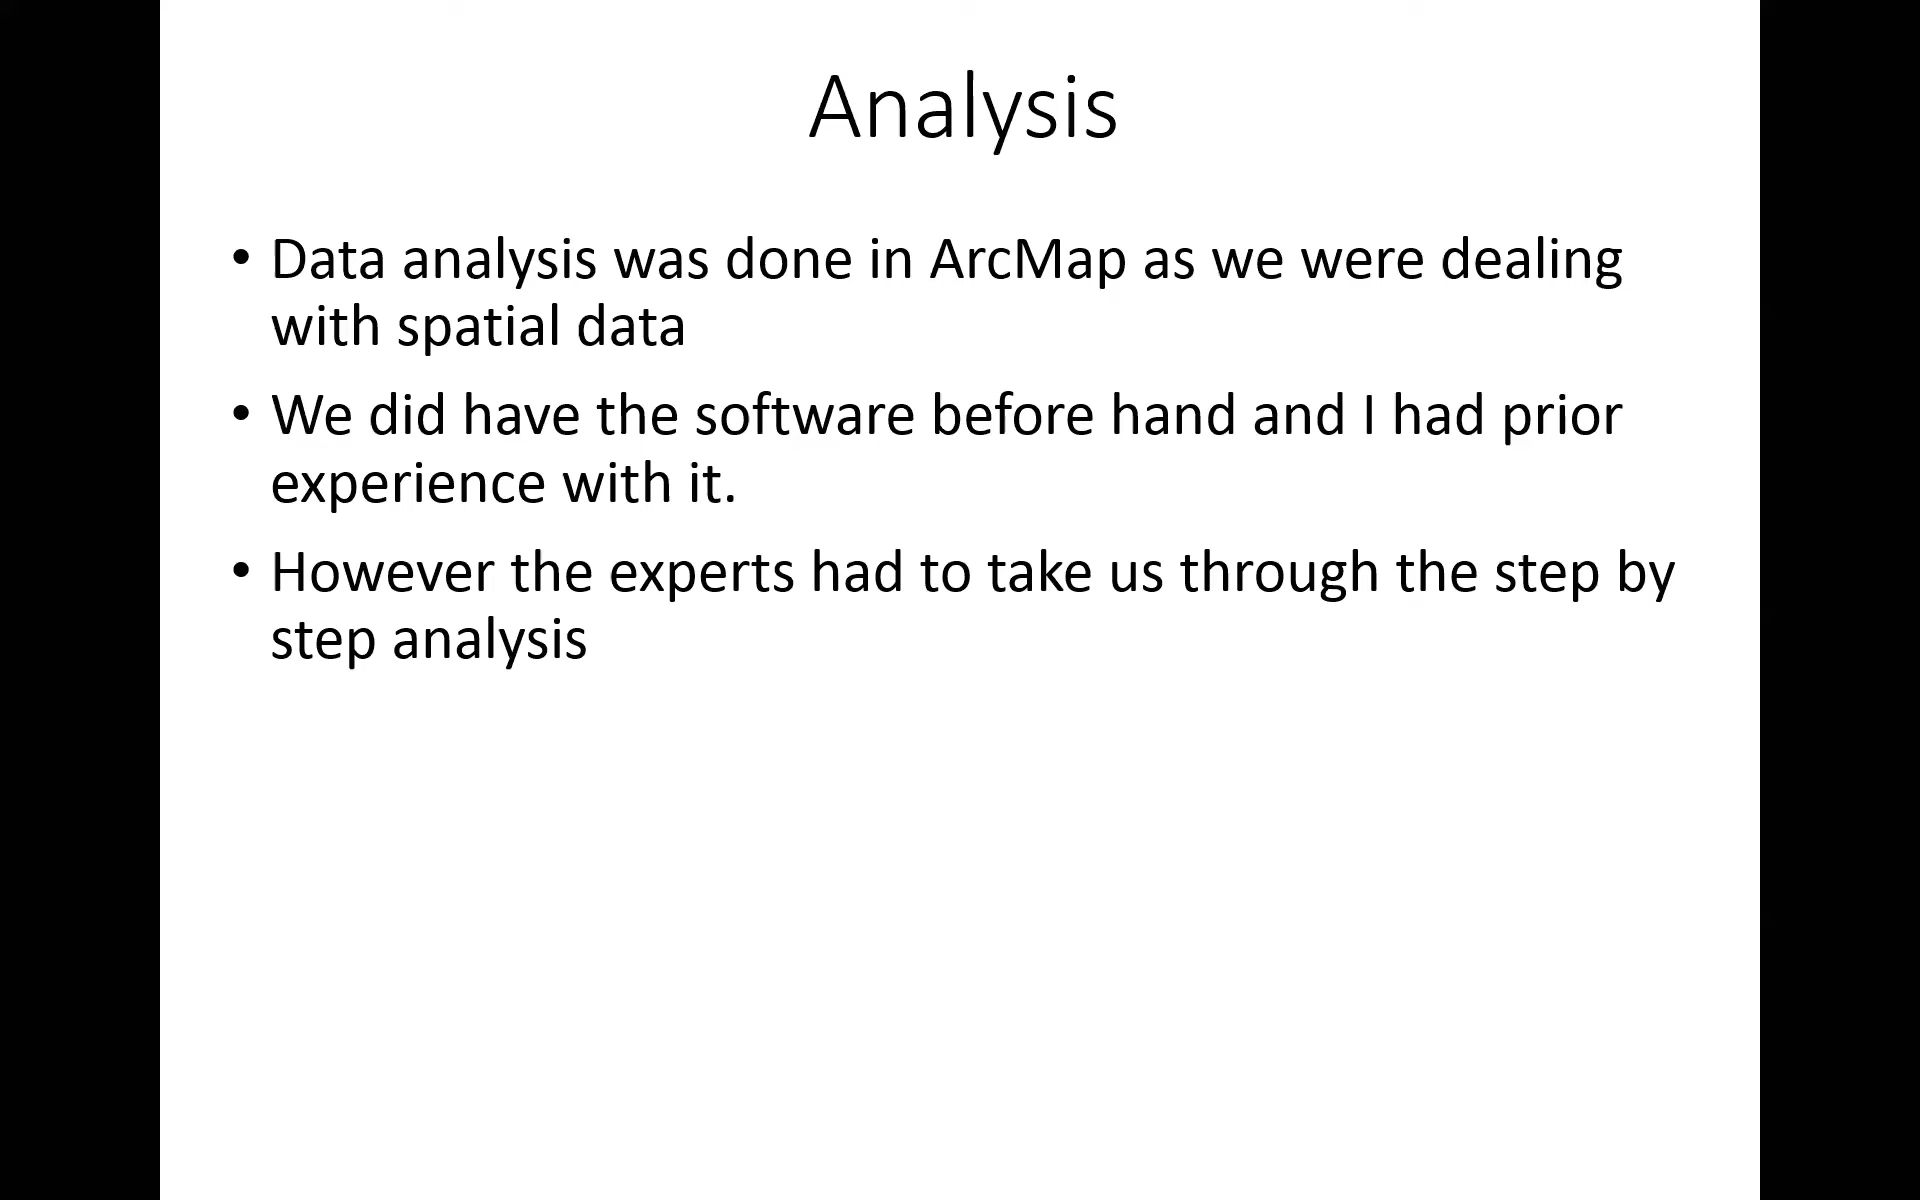 Analysis
• Data analysis was done in ArcMap as we were dealing
with spatial data
• We did have the software before hand and I had prior
experience with it.
• However the experts had to take us through the step by
step analysis